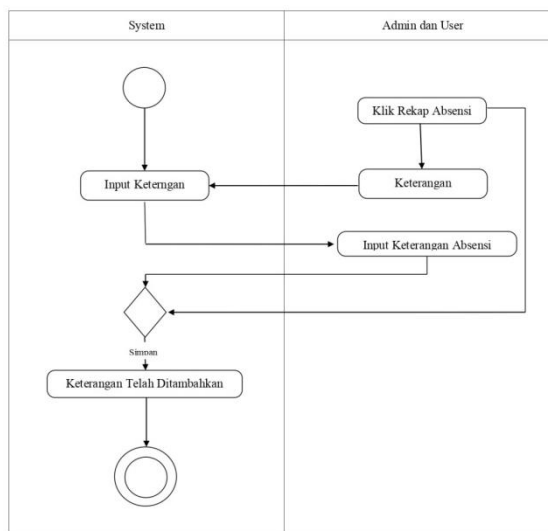 System
Admin dan User
Klik Rekap Absensi
Input Keterngan
Keterangan
Input Keterangan Absensi
Simpan
Keterangan Telah Ditambahkan